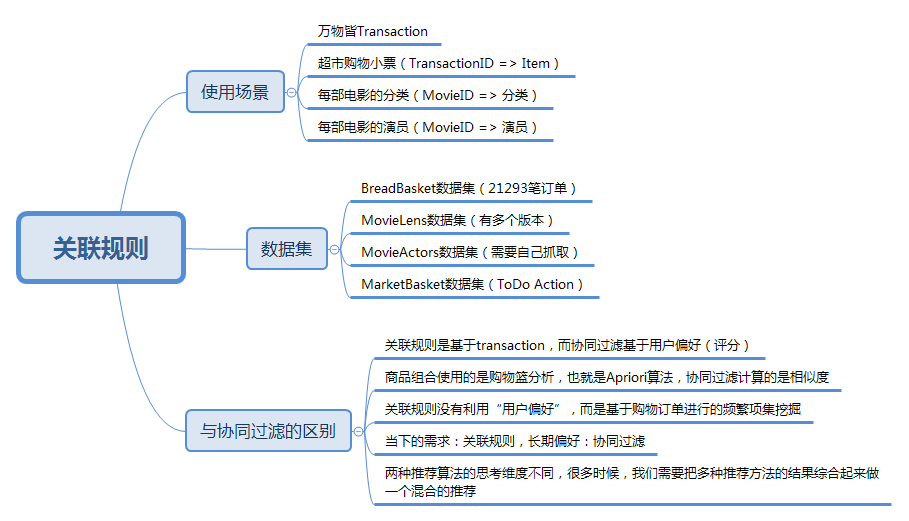 关联规则
使用场景
万物皆Transaction
超市购物小票（TransactionID => Item）
每部电影的分类（MovieID => 分类）
每部电影的演员（MovieID => 演员）
数据集
BreadBasket数据集（21293笔订单）
MovieLens数据集（有多个版本）
MovieActors数据集（需要自己抓取）
MarketBasket数据集（ToDo Action）
与协同过滤的区别
关联规则是基于transaction，而协同过滤基于用户偏好（评分）
商品组合使用的是购物篮分析，也就是Apriori算法，协同过滤计算的是相似度
关联规则没有利用“用户偏好”，而是基于购物订单进行的频繁项集挖掘
当下的需求：关联规则，长期偏好：协同过滤
两种推荐算法的思考维度不同，很多时候，我们需要把多种推荐方法的结果综合起来做
一个混合的推荐